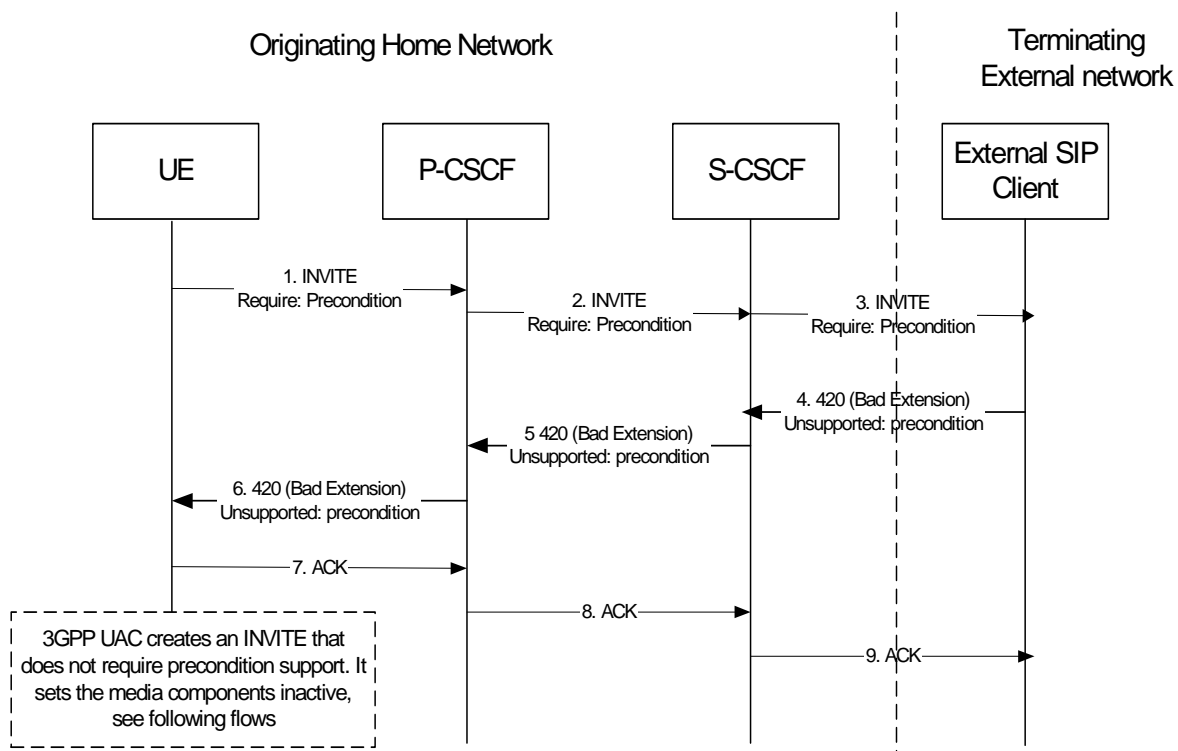 Originating Home Network
Terminating
External network
UE
P-CSCF
S-CSCF
External SIP
Client
1. INVITE
Require: Precondition
2. INVITE
Require: Precondition
3. INVITE
Require: Precondition
4. 420 (Bad Extension)
Unsupported: precondition
5 420 (Bad Extension)
Unsupported: precondition
6. 420 (Bad Extension)
Unsupported: precondition
7. ACK
8. ACK
9. ACK
3GPP UAC creates an INVITE that
does not require precondition support. It
sets the media components inactive,
see following flows